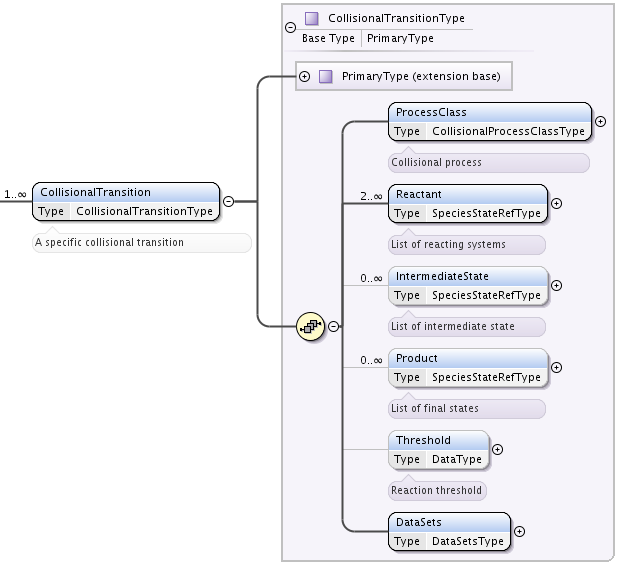 CollisionalTransitionType
Base Type PrimaryType
PrimaryType (extension base)
ProcessClass
Type CollisionalProcessClassType
Collisional process
1..∞
CollisionalTransition
Type CollisionalTransitionType
A specific collisional transition
2..∞
Reactant
Type SpeciesStateRefType
List of reacting systems
0..∞
IntermediateState
Type SpeciesStateRefType
List of intermediate state
0..∞
Product
Type SpeciesStateRefType
List of final states
Threshold
Type DataType
Reaction threshold
DataSets
Type DataSetsType